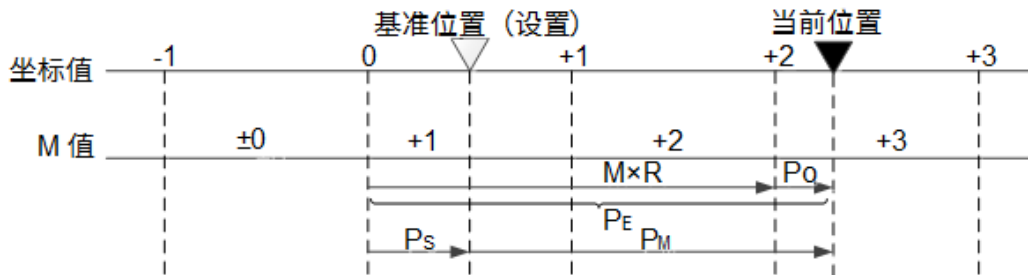 基准位置（设置） 当前位置
坐标值 -1 0 +1 +2 +3
M 值 ±0 +1 +2 +3
M×R Po
PE
Ps PM